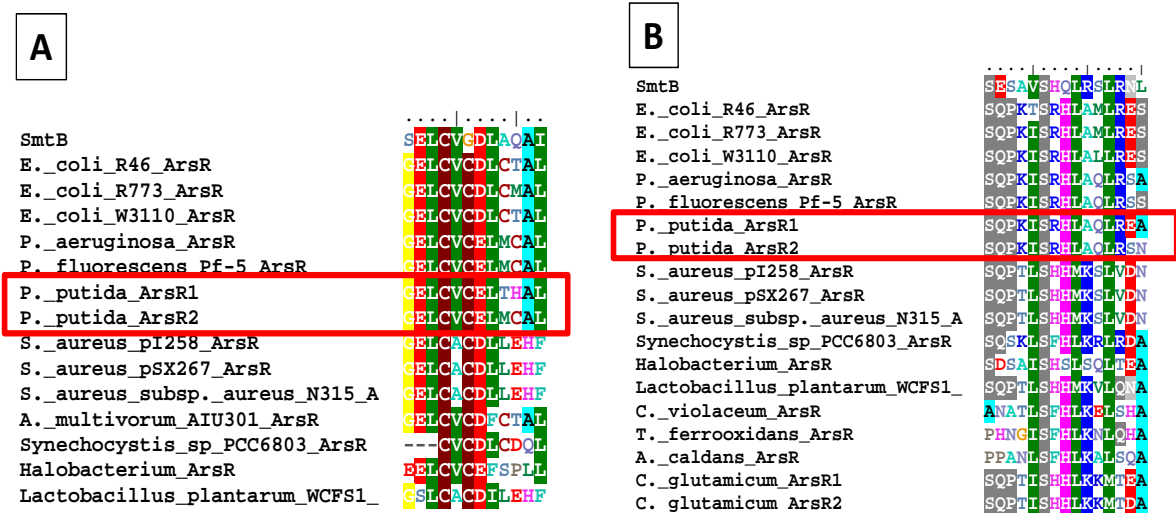 A
....|....|..
SmtB SELCVGDLAQAI
E._coli_R46_ArsR GELCVCDLCTAL
E._coli_R773_ArsR GELCVCDLCMAL
E._coli_W3110_ArsR GELCVCDLCTAL
P._aeruginosa_ArsR GELCVCELMCAL
P._fluorescens_Pf-5_ArsR GELCVCELMCAL
P._putida_ArsR1 GELCVCELTHAL
P._putida_ArsR2 GELCVCELMCAL
S._aureus_pI258_ArsR GELCACDLLEHF
S._aureus_pSX267_ArsR GELCACDLLEHF
S._aureus_subsp._aureus_N315_A GELCACDLLEHF
A._multivorum_AIU301_ArsR GELCVCDFCTAL
Synechocystis_sp_PCC6803_ArsR ---CVCDLCDQL
Halobacterium_ArsR EELCVCEFSPLL
Lactobacillus_plantarum_WCFS1_ GSLCACDILEHF
B
....|....|....|
SmtB SESAVSHQLRSLRNL
E._coli_R46_ArsR SQPKTSRHLAMLRES
E._coli_R773_ArsR SQPKISRHLAMLRES
E._coli_W3110_ArsR SQPKISRHLALLRES
P._aeruginosa_ArsR SQPKISRHLAQLRSA
P._fluorescens_Pf-5_ArsR SQPKISRHLAQLRSS
P._putida_ArsR1 SQPKISRHLAQLREA
P._putida_ArsR2 SQPKISRHLAQLRSN
S._aureus_pI258_ArsR SQPTLSHHMKSLVDN
S._aureus_pSX267_ArsR SQPTLSHHMKSLVDN
S._aureus_subsp._aureus_N315_A SQPTLSHHMKSLVDN
Synechocystis_sp_PCC6803_ArsR SQSKLSFHLKRLRDA
Halobacterium_ArsR SDSAISHSLSQLTEA
Lactobacillus_plantarum_WCFS1_ SQPTLSHHMKVLQNA
C._violaceum_ArsR ANATLSFHLKELSHA
T._ferrooxidans_ArsR PHNGISFHLKNLQHA
A._caldans_ArsR PPANLSFHLKALSQA
C._glutamicum_ArsR1 SQPTISHHLKKMTEA
C._glutamicum_ArsR2 SQPTISHHLKKMTDA